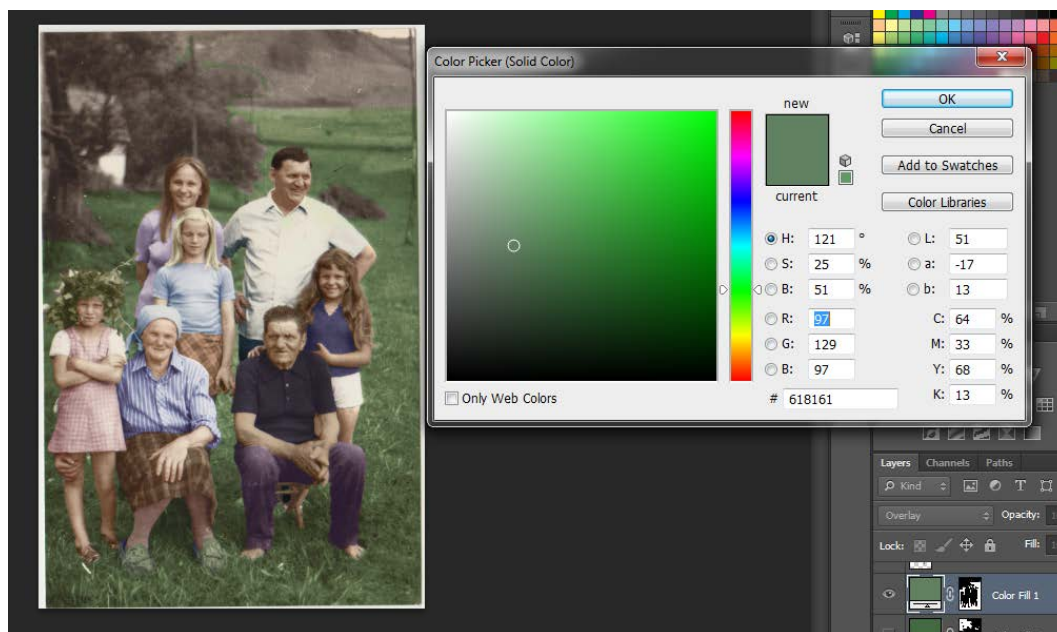 Color Picker (Solid Color)
new
current
OK
Cancel
Add to Swatches
Color Libraries
H: 121 °
S: 25 %
B: 51 %
R: 97
G: 129
B: 97
L: 51
a: -17
b: 13
C: 64 %
M: 33 %
Y: 68 %
K: 13 %
# 618161
Only Web Colors
Layers Channels Paths
Kind
Overlay Opacity:
Lock: Fill:
Color Fill 1